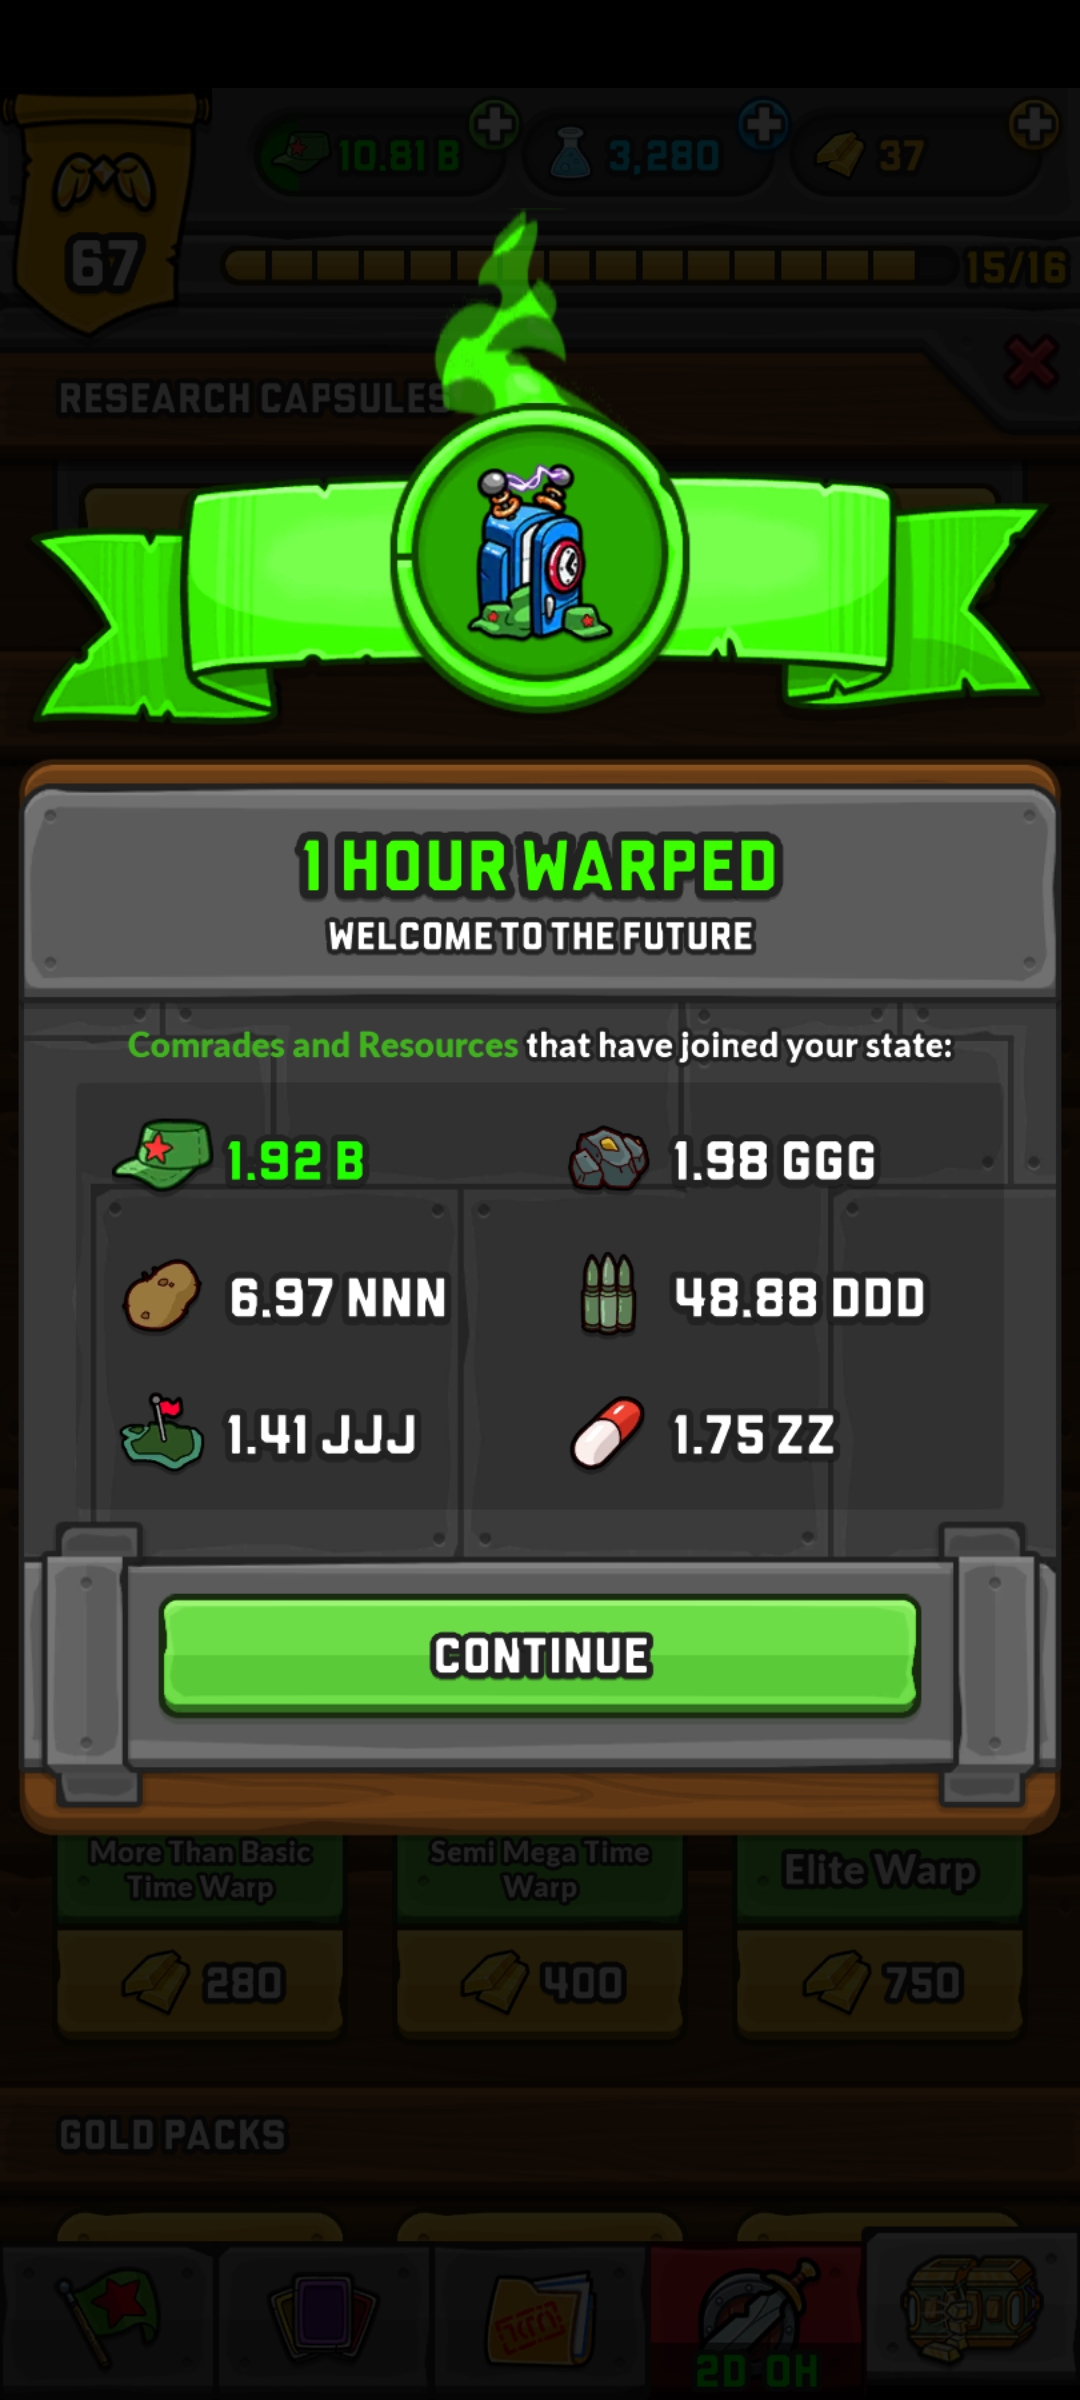 10.81 B
3,280
37
67
15/16
RESEARCH CAPSULES
1 HOUR WARPED
WELCOME TO THE FUTURE
Comrades and Resources that have joined your state:
1.92 B
1.98 GGG
6.97 NNN
48.88 DDD
1.41 JJJ
1.75 ZZ
CONTINUE
More Than Basic
Time Warp
Semi Mega Time
Warp
Elite Warp
280
400
750
GOLD PACKS
2D 0H